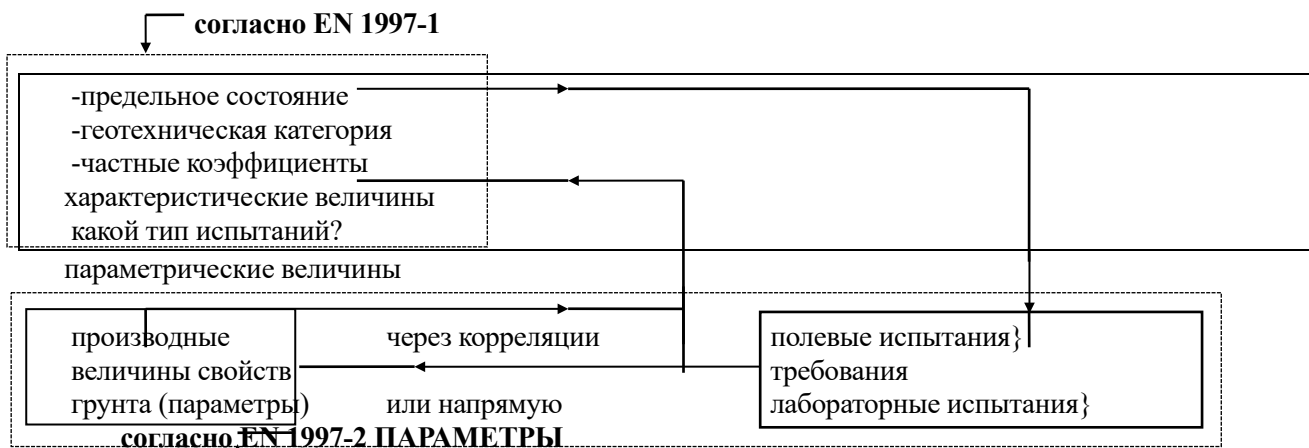 согласно EN 1997-1
-предельное состояние
-геотехническая категория
-частные коэффициенты
характеристические величины
какой тип испытаний?
параметрические величины
производные через корреляции полевые испытания}
величины свойств требования
грунта (параметры) или напрямую лабораторные испытания}
согласно EN 1997-2 ПАРАМЕТРЫ